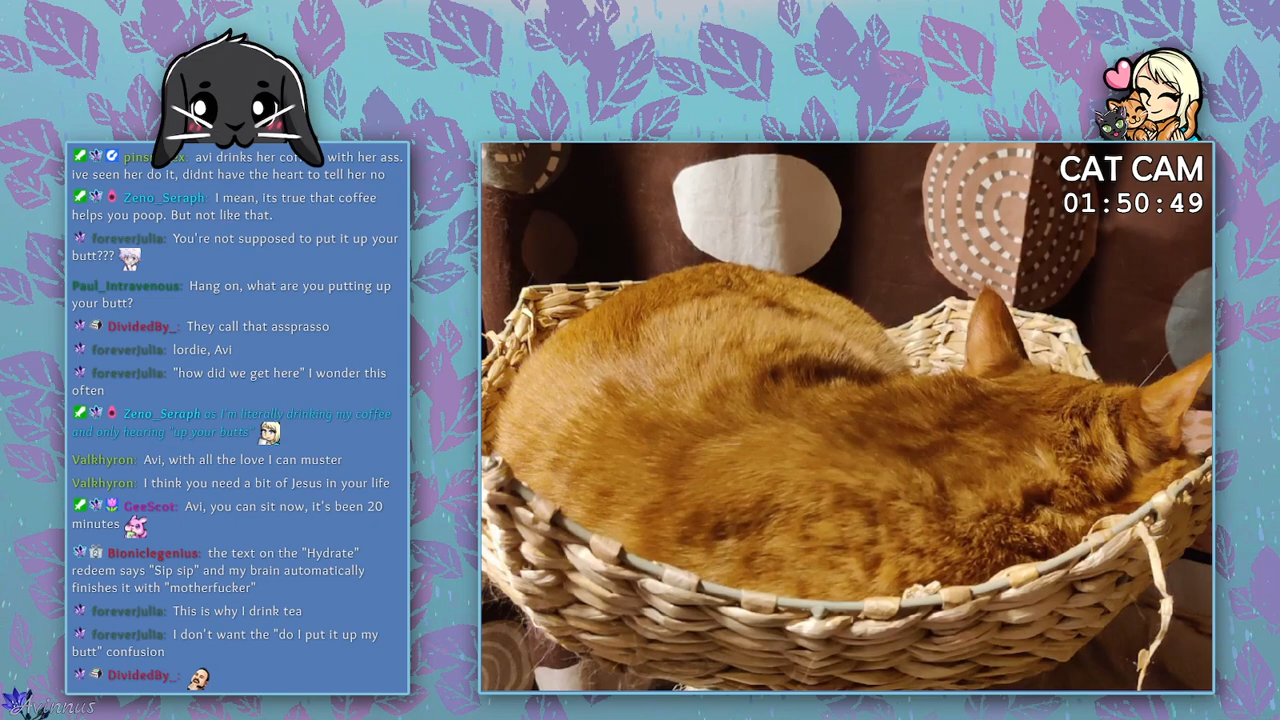 avi drinks her with her ass.
ive seen her do it, didnt have the heart to tell her no
Zeno_Seraph: I mean, its true that coffee
helps you poop. But not like that.
foreverjulia: You're not supposed to put it up your
butt???
Paul_Intravenous: Hang on, what are you putting up
your butt?
DividedBy_: They call that assprasso
foreverjulia: lordie, Avi
foreverjulia: "how did we get here" I wonder this
often
Zeno_Seraph as I'm literally drinking my coffee
and only hearing "up your butts"
Valkhyron: Avi, with all the love I can muster
Valkhyron: I think you need a bit of Jesus in your life
GeeScot: Avi, you can sit now, it's been 20
minutes
Bioniclegenius: the text on the "Hydrate"
redeem says "Sip sip" and my brain automatically
finishes it with "motherfucker"
foreverjulia: This is why I drink tea
foreverjulia: I don't want the "do I put it up my
butt" confusion
DividedBy_:
CAT CAM
01:50:49
Avinnus